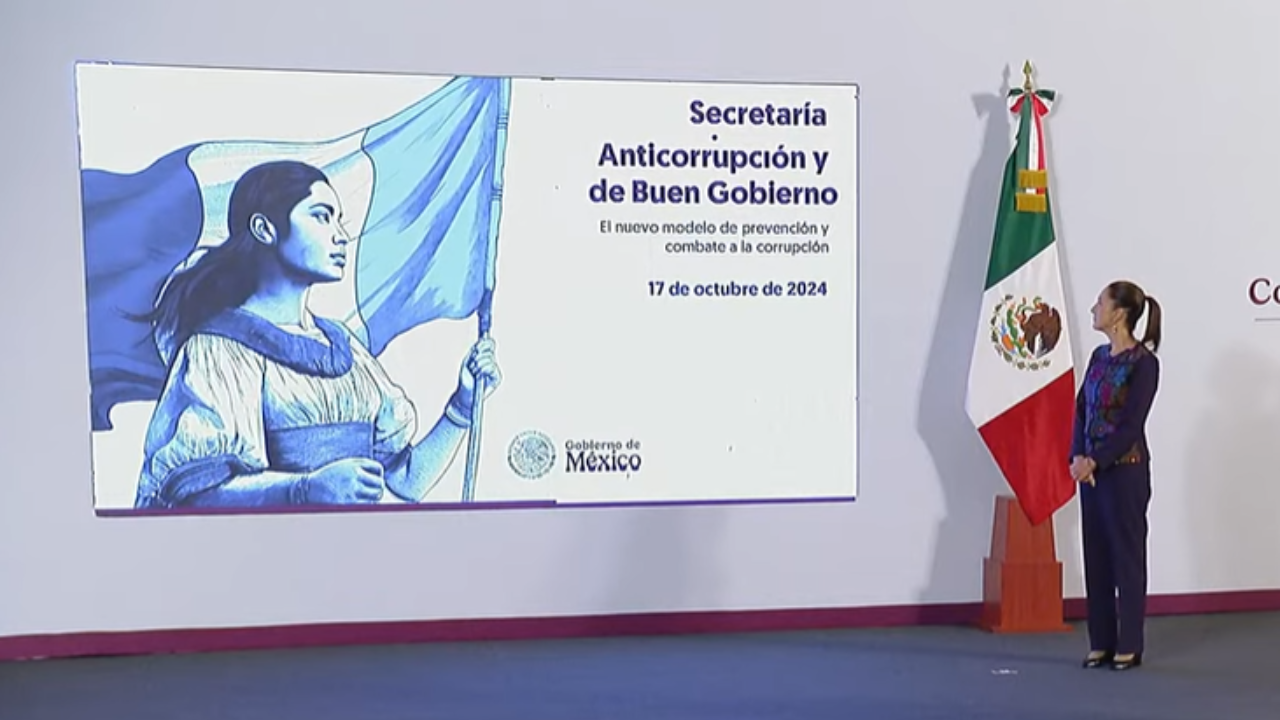 Secretaría
Anticorrupción y
de Buen Gobierno
El nuevo modelo de prevención y
combate a la corrupción
17 de octubre de 2024
Gobierno de
México
Co